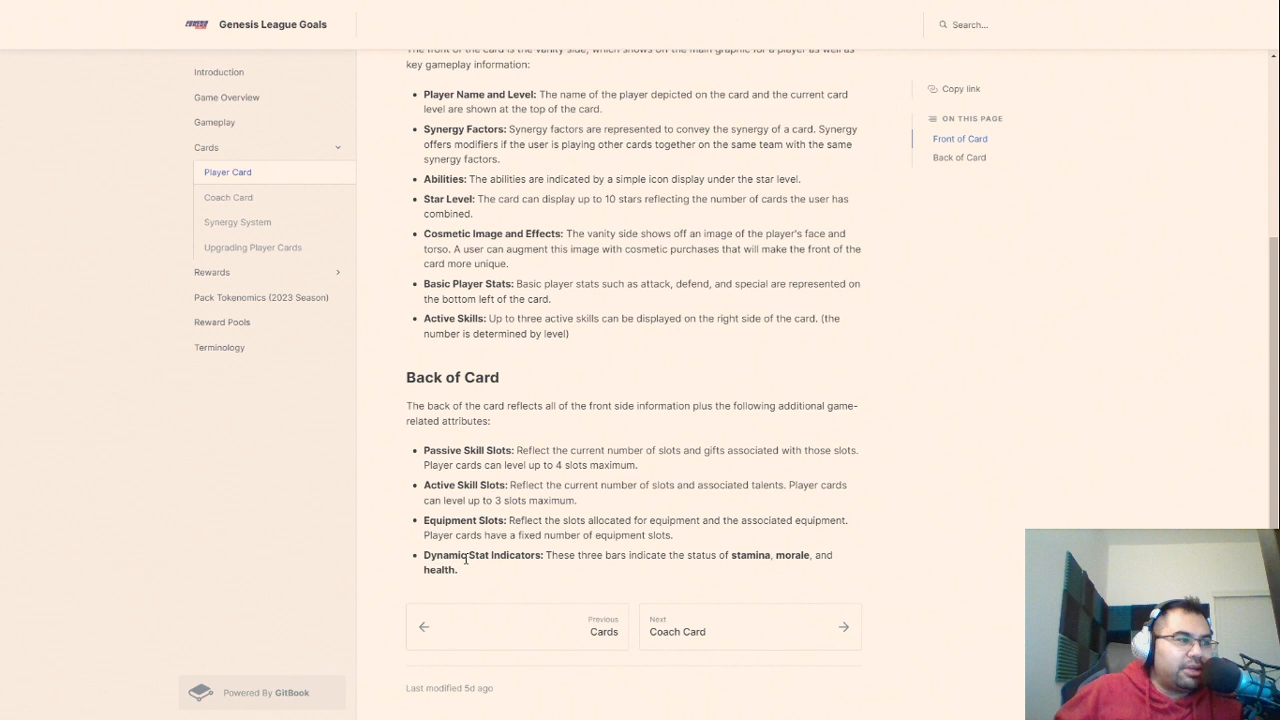 Genesis League Goals
Search...
Introduction
Game Overview
Gameplay
Cards
Player Card
Coach Card
Synergy System
Upgrading Player Cards
Rewards
Pack Tokenomics (2023 Season)
Reward Pools
Terminology
Powered By GitBook
The front of the card is the vanity side, which shows off the main graphic for a player as well as
key gameplay information:
Player Name and Level: The name of the player depicted on the card and the current card
level are shown at the top of the card.
Synergy Factors: Synergy factors are represented to convey the synergy of a card. Synergy
offers modifiers if the user is playing other cards together on the same team with the same
synergy factors.
Abilities: The abilities are indicated by a simple icon display under the star level.
Star Level: The card can display up to 10 stars reflecting the number of cards the user has
combined.
Cosmetic Image and Effects: The vanity side shows off an image of the player's face and
torso. A user can augment this image with cosmetic purchases that will make the front of the
card more unique.
Basic Player Stats: Basic player stats such as attack, defend, and special are represented on
the bottom left of the card.
Active Skills: Up to three active skills can be displayed on the right side of the card. (the
number is determined by level)
Back of Card
The back of the card reflects all of the front side information plus the following additional game-
related attributes:
Passive Skill Slots: Reflect the current number of slots and gifts associated with those slots.
Player cards can level up to 4 slots maximum.
Active Skill Slots: Reflect the current number of slots and associated talents. Player cards
can level up to 3 slots maximum.
Equipment Slots: Reflect the slots allocated for equipment and the associated equipment.
Player cards have a fixed number of equipment slots.
Dynamic Stat Indicators: These three bars indicate the status of stamina, morale, and
health.
Previous
Cards
Next
Coach Card
Last modified 5d ago
Copy link
ON THIS PAGE
Front of Card
Back of Card